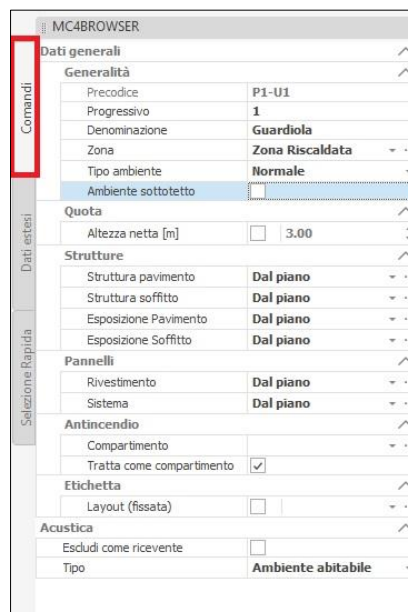 MC4BROWSER
Comandi
Dati estesi
Selezione Rapida
Dati generali
Generalità
Precodice P1-U1
Progressivo 1
Denominazione Guardiola
Zona Zona Riscaldata
Tipo ambiente Normale
Ambiente sottotetto
Quota
Altezza netta [m] 3.00
Strutture
Struttura pavimento Dal piano
Struttura soffitto Dal piano
Esposizione Pavimento Dal piano
Esposizione Soffitto Dal piano
Pannelli
Rivestimento Dal piano
Sistema Dal piano
Antincendio
Compartimento
Tratta come compartimento
Etichetta
Layout (fissata)
Acustica
Escludi come ricevente
Tipo Ambiente abitabile